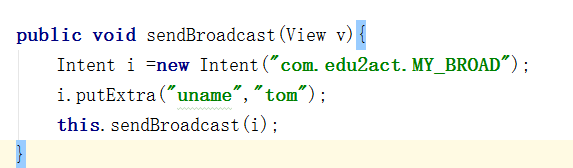 public void sendBroadcast(View v){
Intent i =new Intent("com.edu2act.MY_BROAD");
i.putExtra("uname","tom");
this.sendBroadcast(i);
}